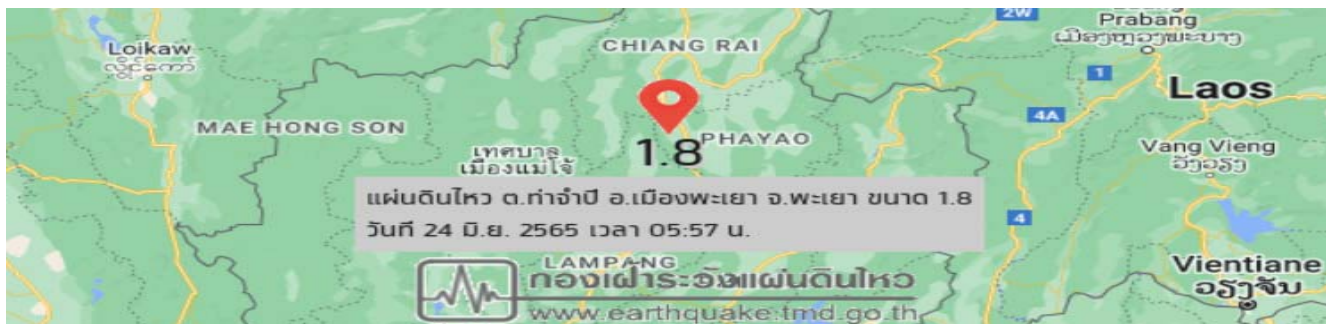 2W
Prabang
ເມືອງຫຼວງພະບາງ
Loikaw
လွိုင်ကော်
CHIANG RAI
1
Laos
4A
MAE HONG SON
1.8
PHAYAO
Vang Vieng
ວັງວຽງ
เทศบาล
เมืองแม่โจ้
แผ่นดินไหว ต.ท่าจำปี อ.เมืองพะเยา จ.พะเยา ขนาด 1.8
วันที่ 24 มิ.ย. 2565 เวลา 05:57 น.
4
LAMPANG
กองเฝ้าระวังแผ่นดินไหว
www.earthquake.tmd.go.th
Vientiane
ວຽງຈັນ